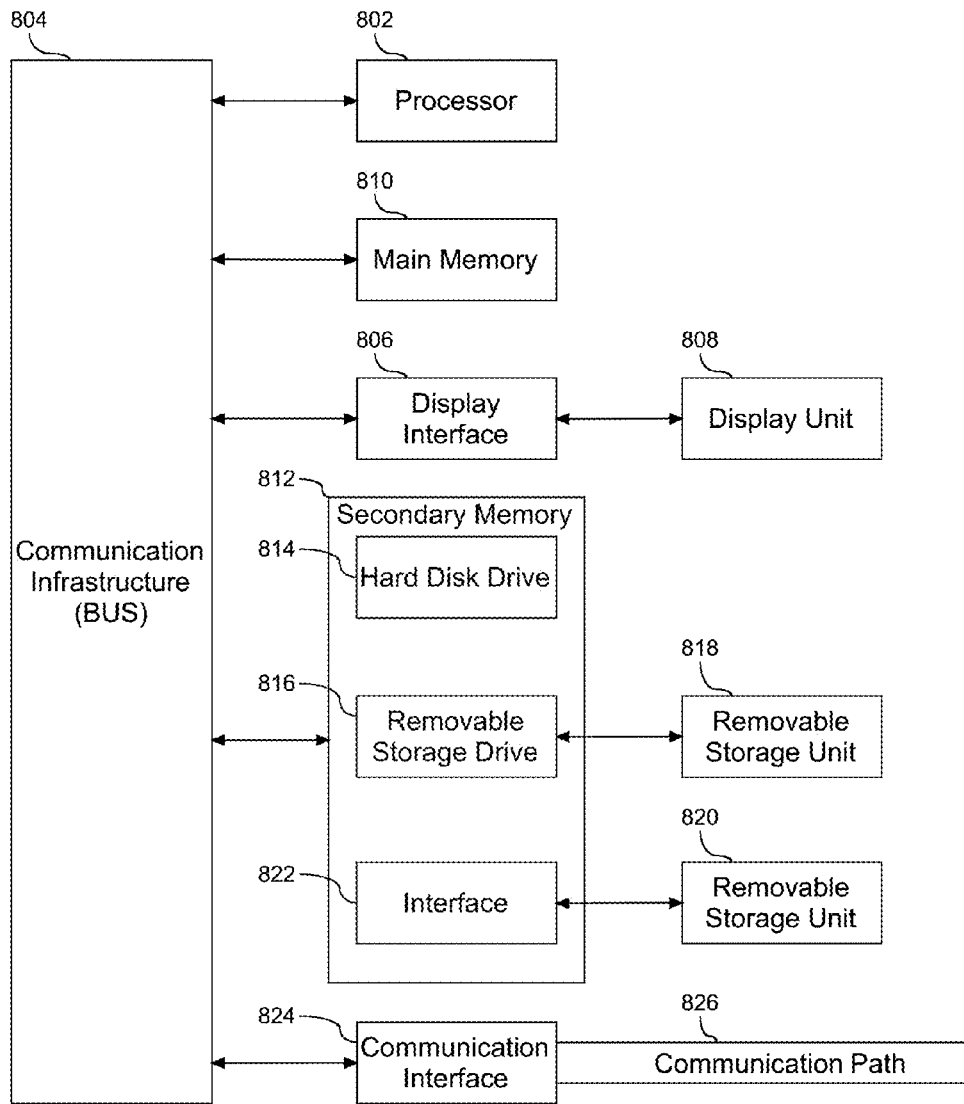 804
802
Processor
810
Main Memory
806
808
Display
Interface
Display Unit
812
Secondary Memory
814
Hard Disk Drive
Communication
Infrastructure
(BUS)
816
818
Removable
Storage Drive
Removable
Storage Unit
820
822
Interface
Removable
Storage Unit
824
826
Communication
Interface
Communication Path